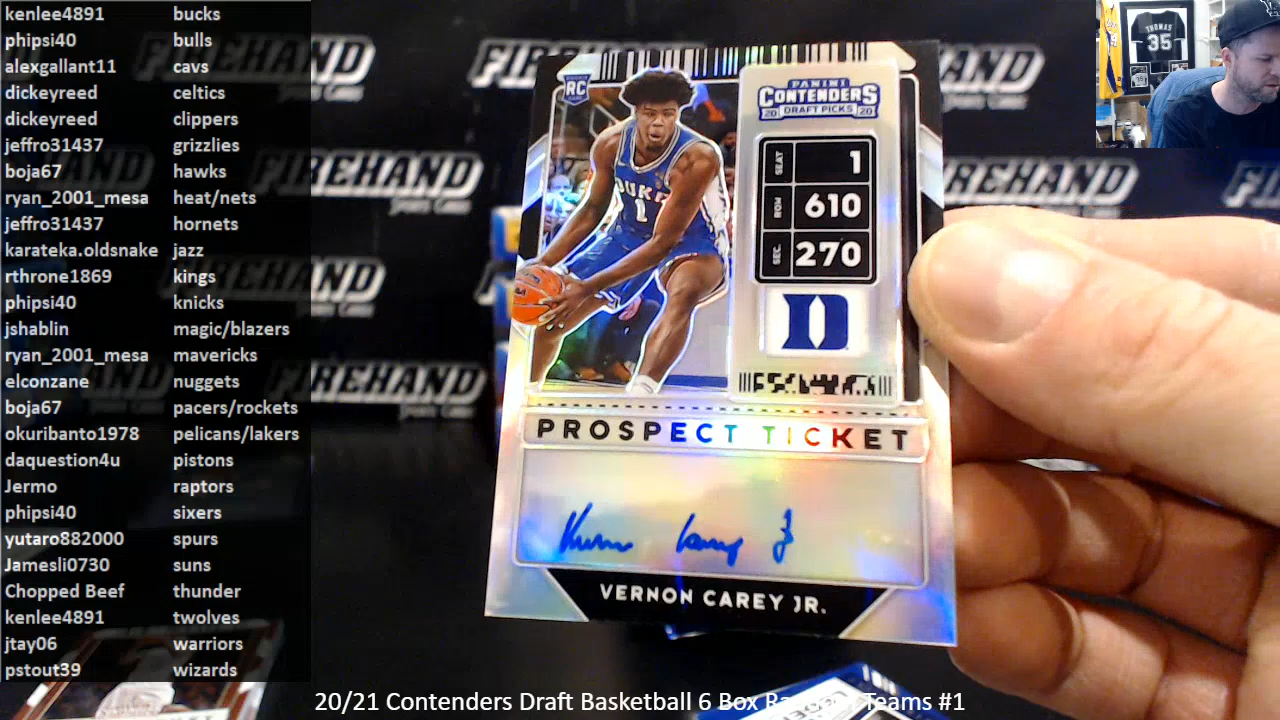 kenlee4891 bucks
phipsi40 bulls
alexgallant11 cavs
dickeyreed celtics
dickeyreed clippers
jeffro31437 grizzlies
boja67 hawks
ryan_2001_mesa heat/nets
jeffro31437 hornets
karateka.oldsnake jazz
rthrone1869 kings
phipsi40 knicks
jshablin magic/blazers
ryan_2001_mesa mavericks
elconzane nuggets
boja67 pacers/rockets
okuribanto1978 pelicans/lakers
daquestion4u pistons
Jermo raptors
phipsi40 sixers
yutaro882000 spurs
Jamesli0730 suns
Chopped Beef thunder
kenlee4891 twolves
jtay06 warriors
pstout39 wizards
FIREHAND
THOMAS
35
RC
PANINI
CONTENDERS
20 DRAFT PICKS 20
SEAT 1
ROW 610
SEC. 270
DUKE
1
D
PROSPECT TICKET
Vernon Carey Jr
VERNON CAREY JR.
20/21 Contenders Draft Basketball 6 Box Teams #1